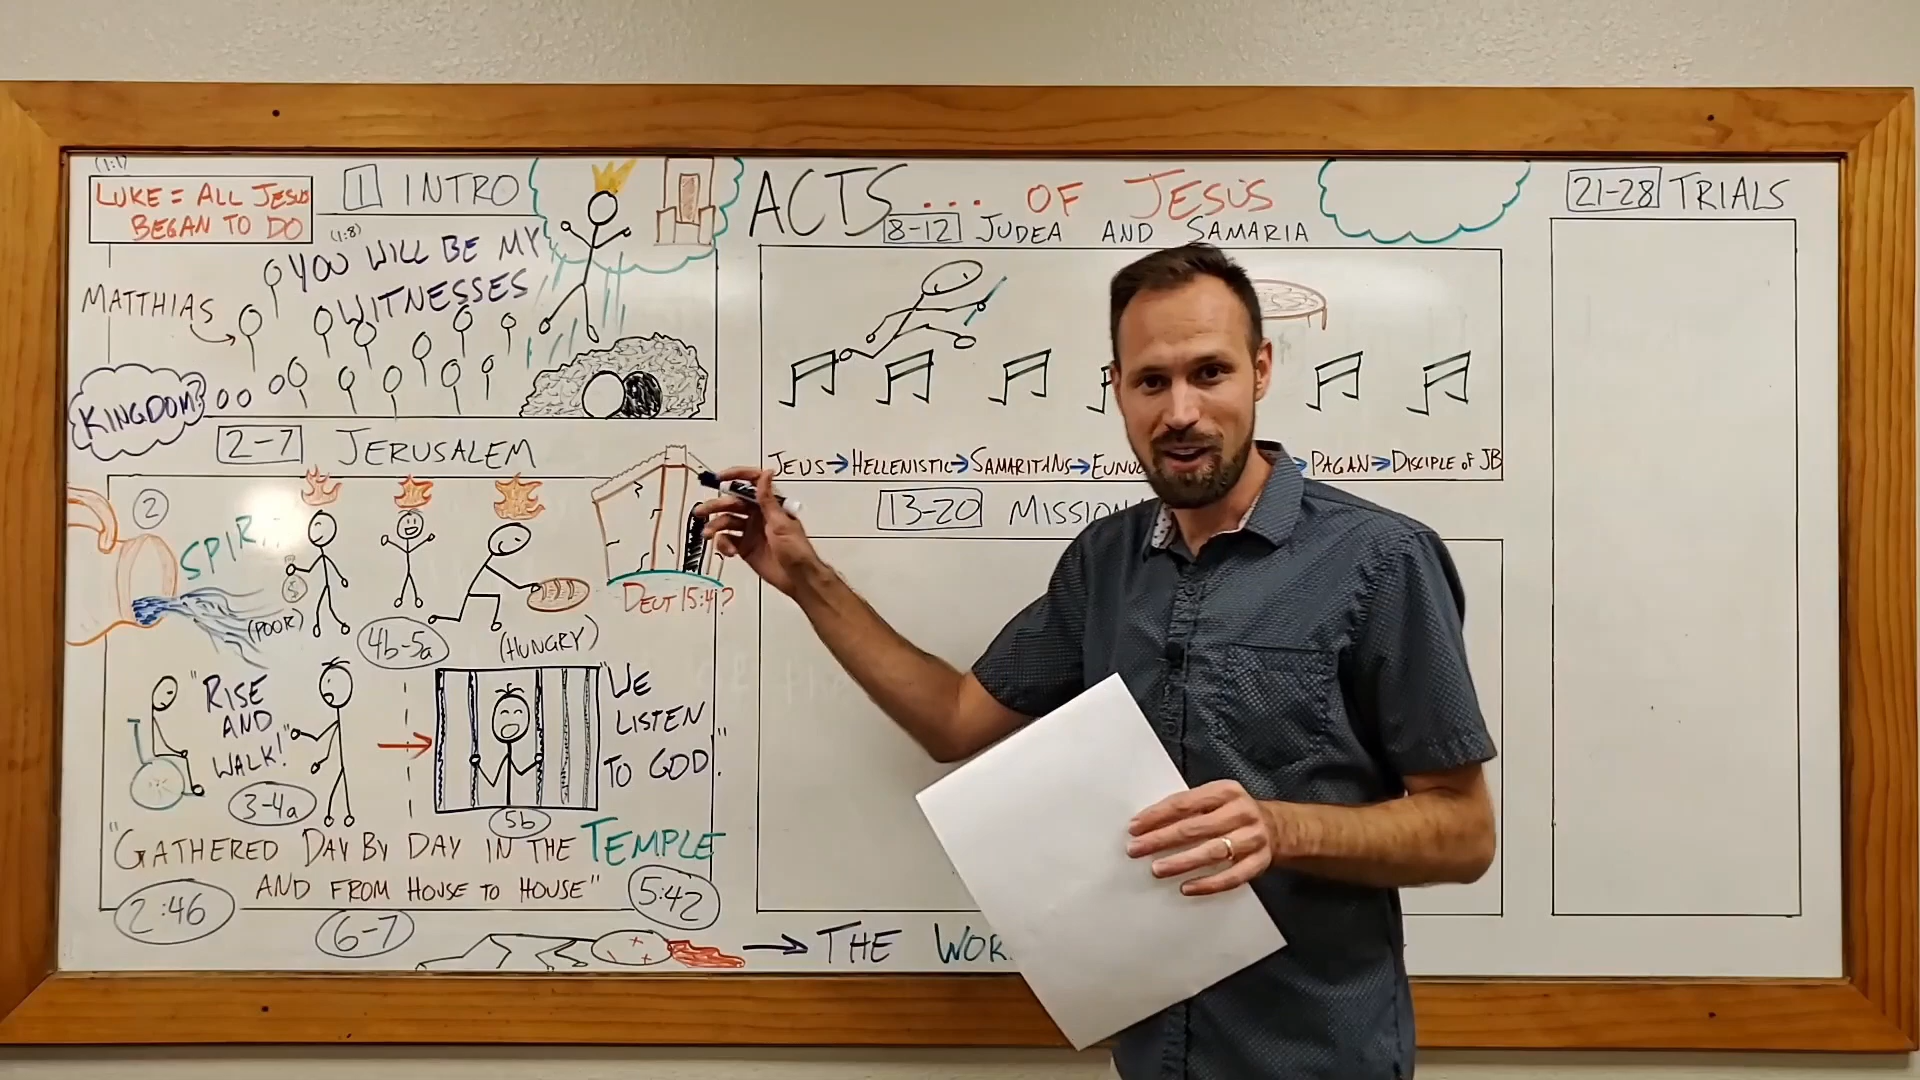 (1:1)
LUKE = ALL JESUS
BEGAN TO DO
1 INTRO
(1:8)
YOU WILL BE MY
WITNESSES
MATTHIAS
KINGDOM?
2-7 JERUSALEM
2
SPIRIT
$
(POOR)
4b-5a
(HUNGRY)
DEUT 15:4?
"RISE
AND
WALK!"
3-4a
"WE
LISTEN
TO GOD."
5b
"GATHERED DAY BY DAY IN THE TEMPLE
AND FROM HOUSE TO HOUSE"
2:46
5:42
6-7
ACTS... OF JESUS
8-12 JUDEA AND SAMARIA
JEUS→HELLENISTIC→SAMARITANS→EUNUC
PAGAN→DISCIPLE OF JB
13-20 MISSION
→ THE WOR
21-28 TRIALS